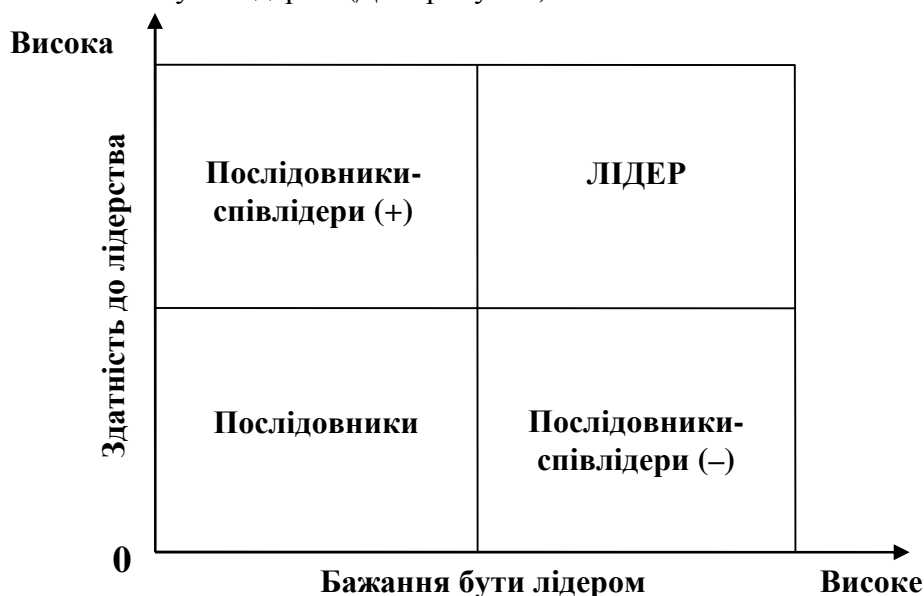 Висока
Здатність до лідерства
Послідовники-
співлідери (+)
ЛІДЕР
Послідовники
Послідовники-
співлідери (–)
0
Бажання бути лідером
Високе